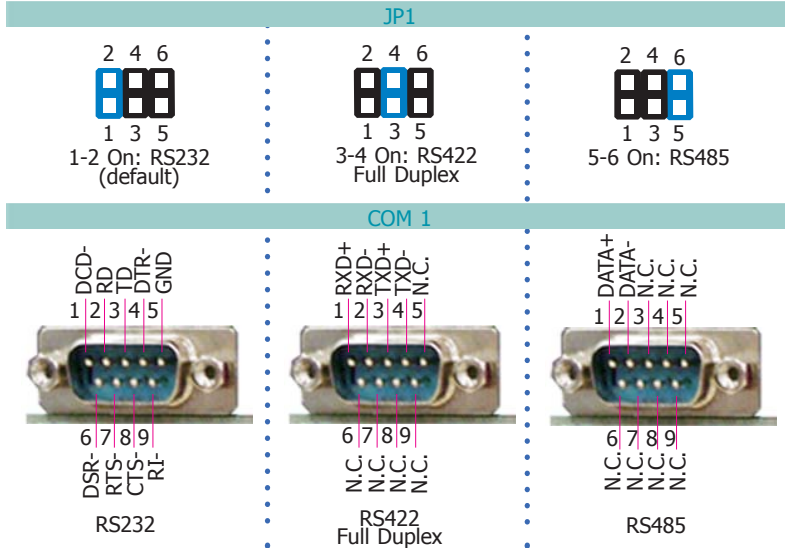 JP1
2 4 6
1 3 5
1-2 On: RS232
(default)
2 4 6
1 3 5
3-4 On: RS422
Full Duplex
2 4 6
1 3 5
5-6 On: RS485
COM 1
DCD- RD TD DTR- GND
1 2 3 4 5
6 7 8 9
DSR- RTS- CTS- RI-
RS232
RXD+ RXD- TXD+ TXD- N.C.
1 2 3 4 5
6 7 8 9
N.C. N.C. N.C. N.C.
RS422
Full Duplex
DATA+ DATA- N.C. N.C. N.C.
1 2 3 4 5
6 7 8 9
N.C. N.C. N.C. N.C.
RS485